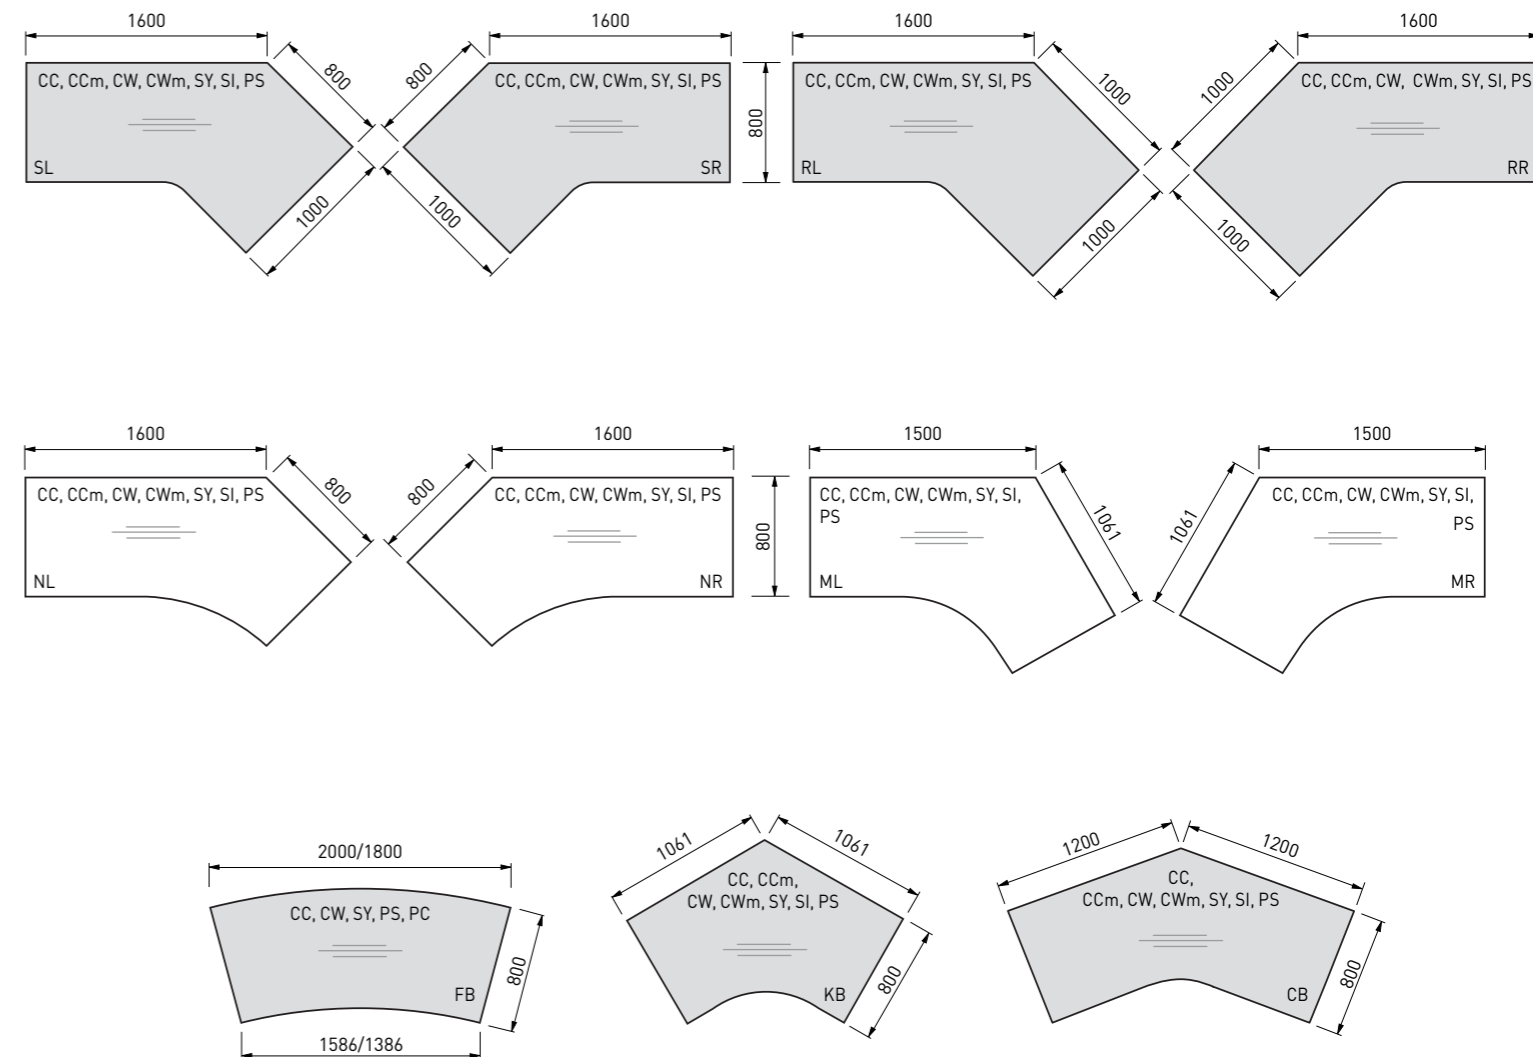 1600
1600
1600
1600
800
800
1000
1000
CC, CCm, CW, CWm, SY, SI, PS
CC, CCm, CW, CWm, SY, SI, PS
800
CC, CCm, CW, CWm, SY, SI, PS
CC, CCm, CW, CWm, SY, SI, PS
SL
SR
RL
RR
1000
1000
1000
1000
1600
1600
1500
1500
800
800
1061
1061
CC, CCm, CW, CWm, SY, SI, PS
CC, CCm, CW, CWm, SY, SI, PS
800
CC, CCm, CW, CWm, SY, SI,
PS
CC, CCm, CW, CWm, SY, SI,
PS
NL
NR
ML
MR
2000/1800
CC, CW, SY, PS, PC
800
FB
1586/1386
1061
1061
CC, CCm,
CW, CWm, SY, SI, PS
800
KB
1200
1200
CC,
CCm, CW, CWm, SY, SI, PS
800
CB